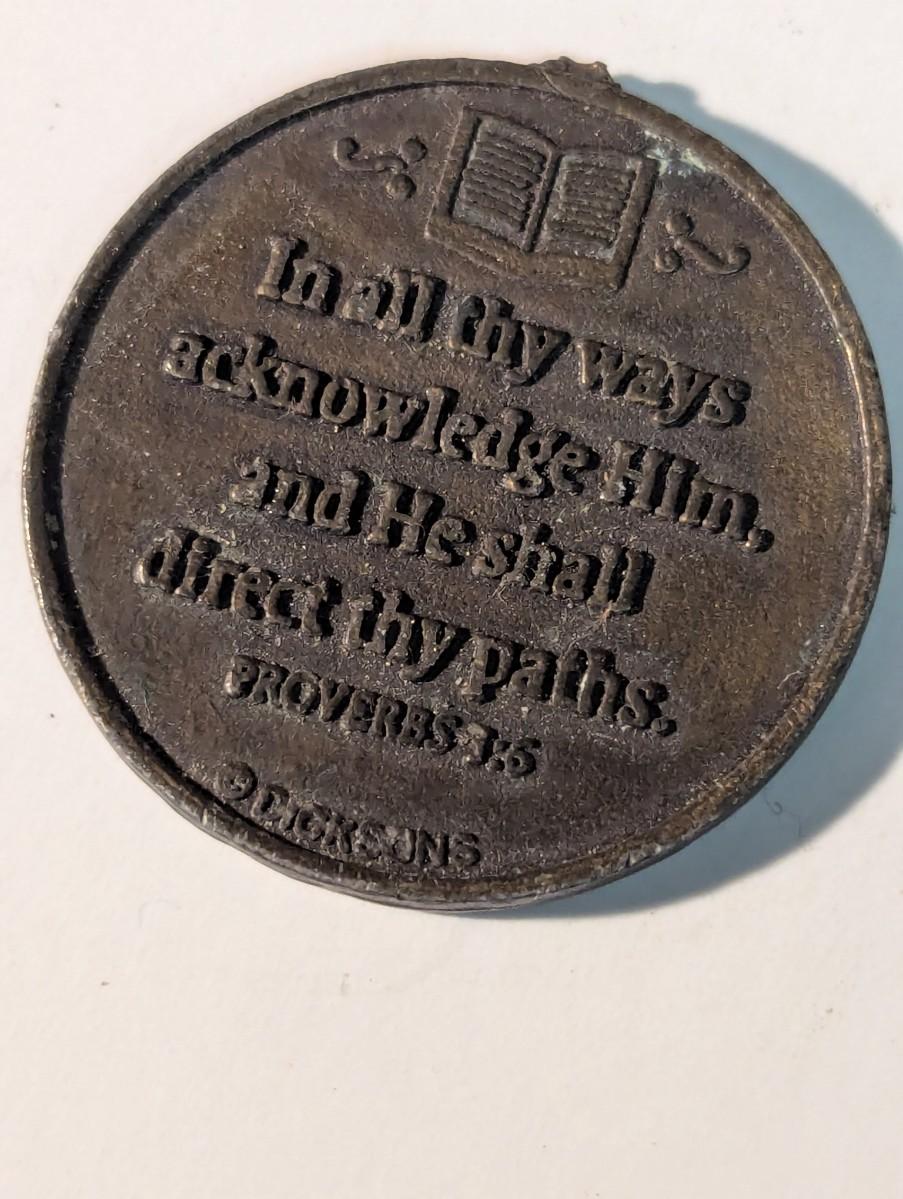 In all thy ways
acknowledge Him,
and He shall
direct thy paths.
PROVERBS 3:6
© DICKSONS